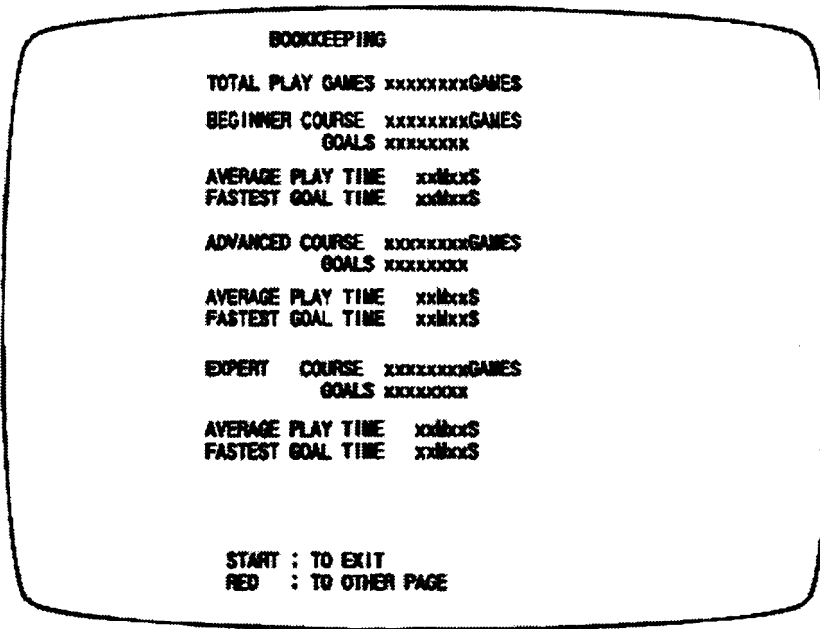 BOOKKEEPING
TOTAL PLAY GAMES xxxxxxxxGAMES
BEGINNER COURSE xxxxxxxxGAMES
GOALS xxxxxxxx
AVERAGE PLAY TIME xxMxxS
FASTEST GOAL TIME xxMxxS
ADVANCED COURSE xxxxxxxxGAMES
GOALS xxxxxxxx
AVERAGE PLAY TIME xxMxxS
FASTEST GOAL TIME xxMxxS
EXPERT COURSE xxxxxxxxGAMES
GOALS xxxxxxxx
AVERAGE PLAY TIME xxMxxS
FASTEST GOAL TIME xxMxxS
START : TO EXIT
RED : TO OTHER PAGE